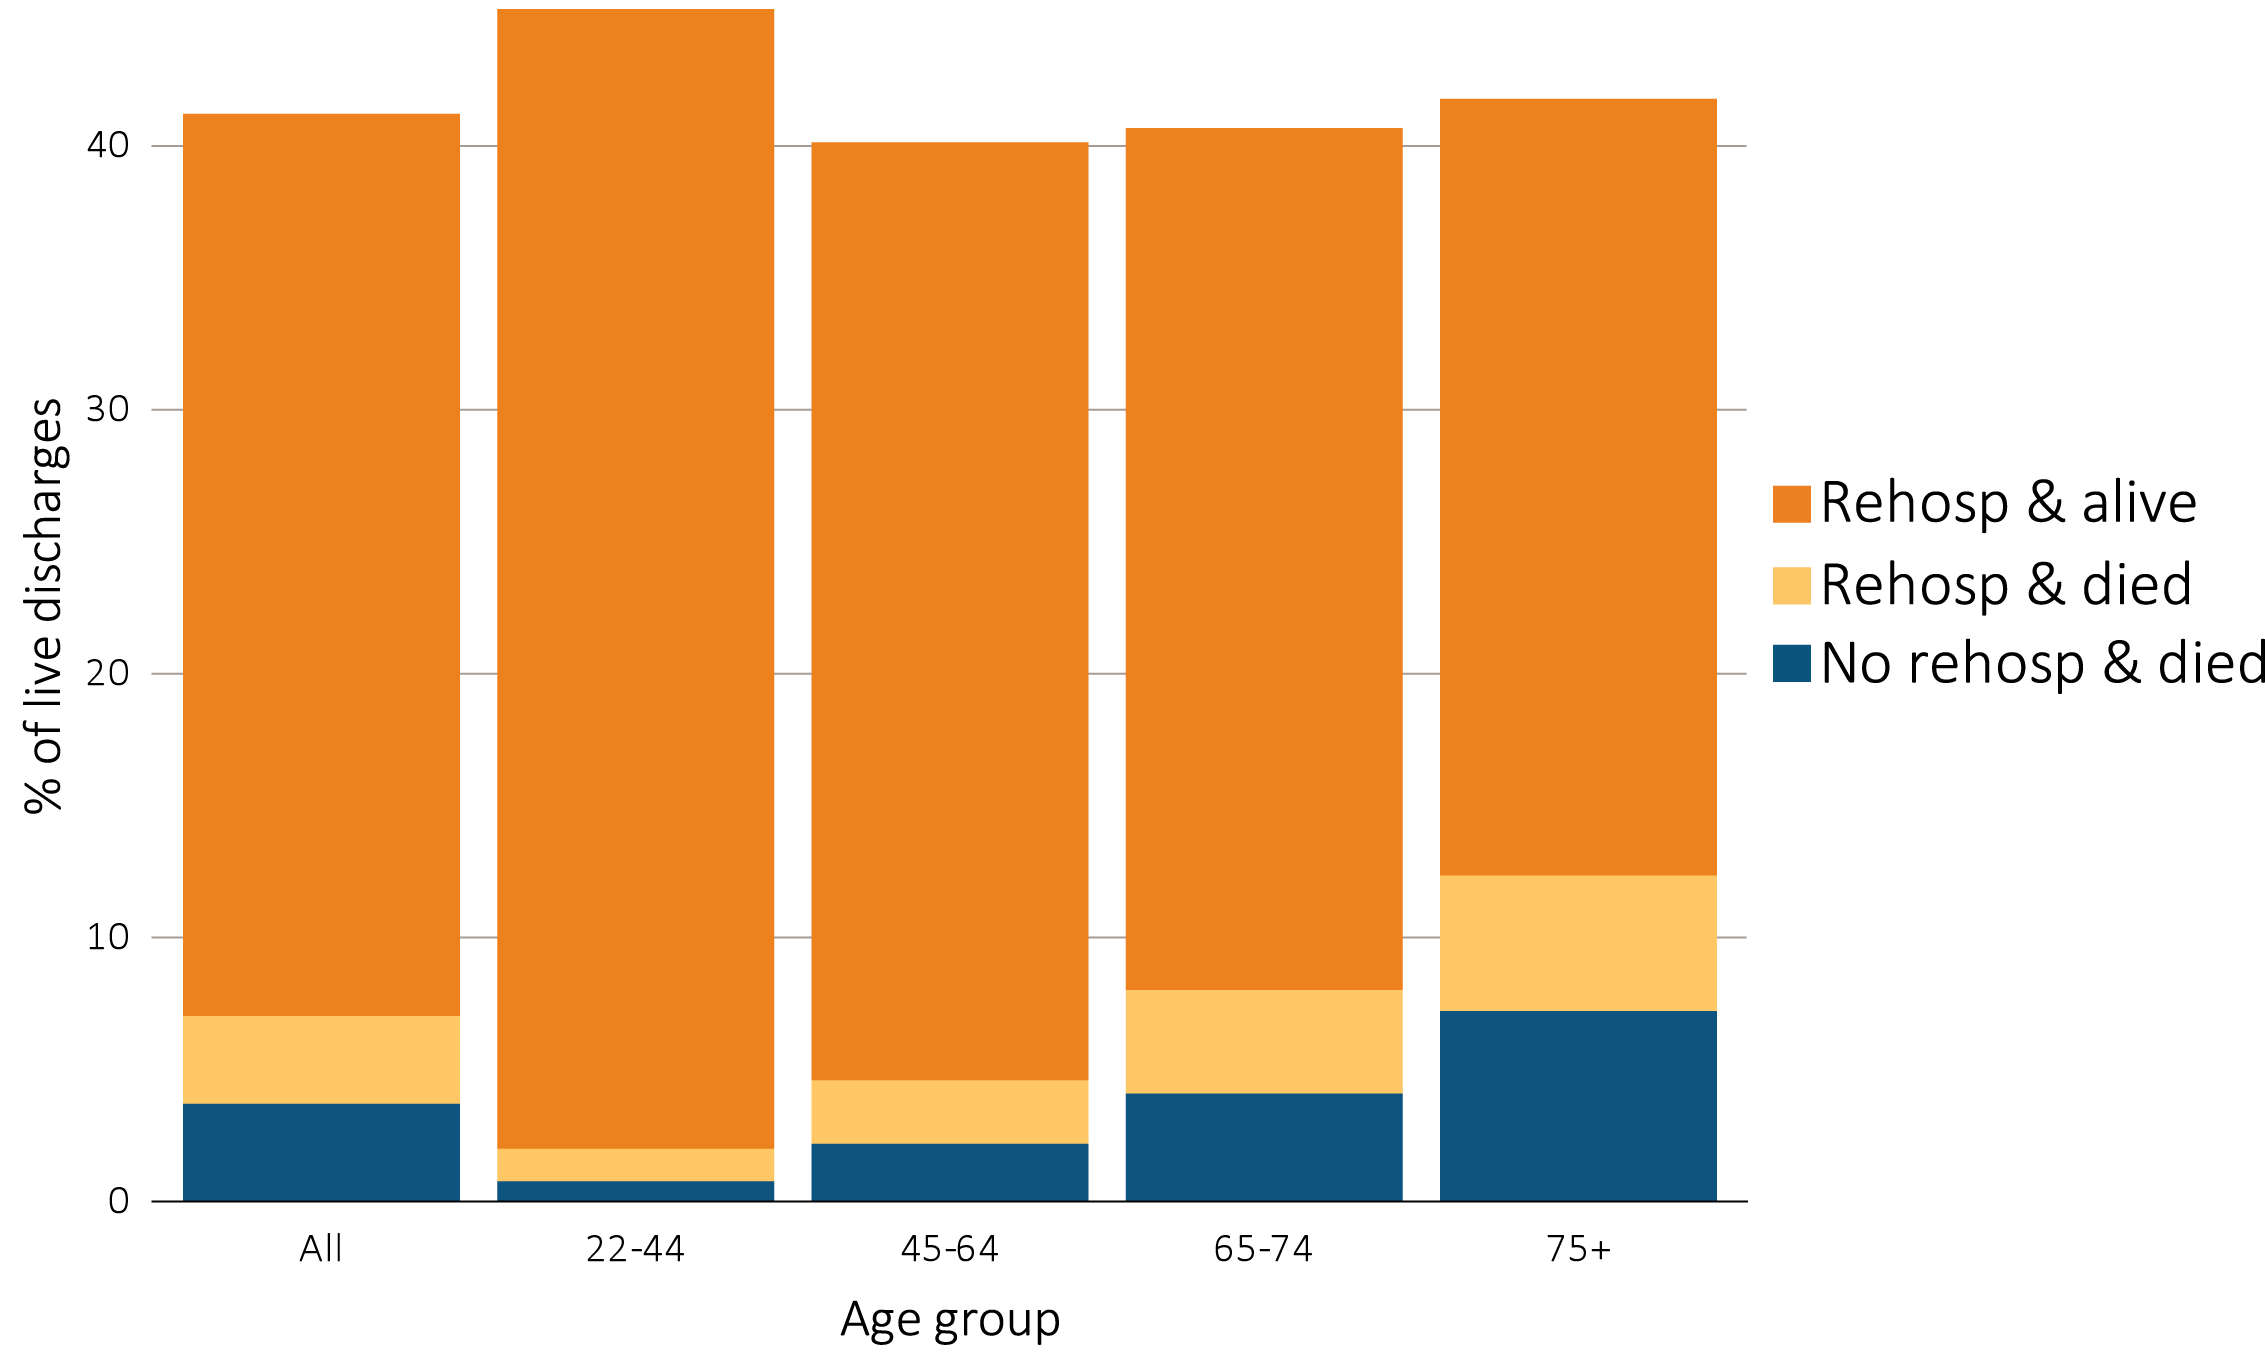 % of live discharges
40
30
20
10
0
All
22-44
45-64
65-74
75+
Age group
Rehosp & alive
Rehosp & died
No rehosp & died